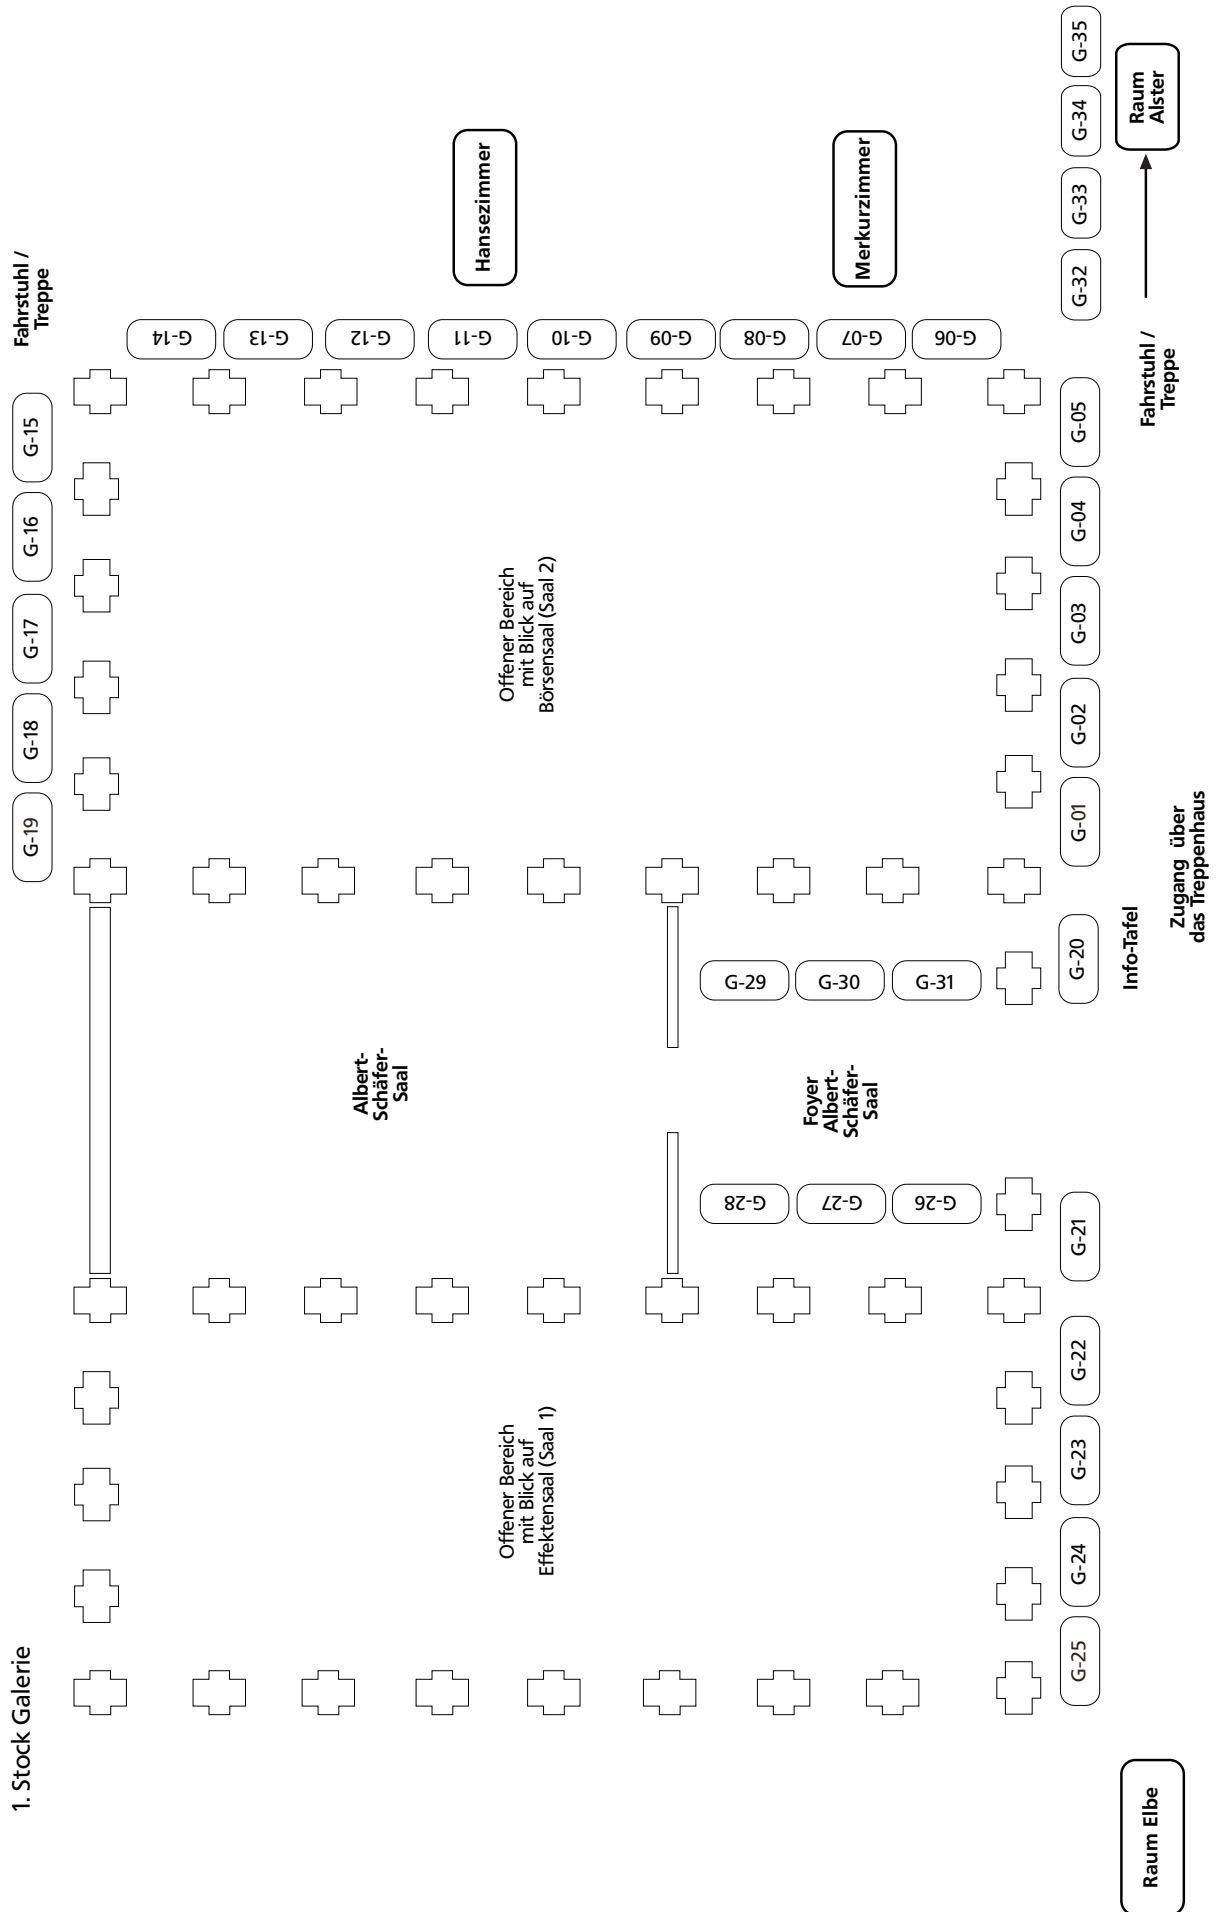 1. Stock Galerie
Fahrstuhl /
Treppe
G-19
G-18
G-17
G-16
G-15
G-14
G-13
G-12
G-11
G-10
G-09
G-08
G-07
G-06
Hansezimmer
Merkurzimmer
Offener Bereich
mit Blick auf
Effektensaal (Saal 1)
Albert-
Schäfer-
Saal
Offener Bereich
mit Blick auf
Börsensaal (Saal 2)
G-28
G-27
G-26
Foyer
Albert-
Schäfer-
Saal
G-29
G-30
G-31
G-25
G-24
G-23
G-22
G-21
G-20
G-01
G-02
G-03
G-04
G-05
G-32
G-33
G-34
G-35
Raum Elbe
Info-Tafel
Zugang über
das Treppenhaus
Fahrstuhl /
Treppe
Raum
Alster